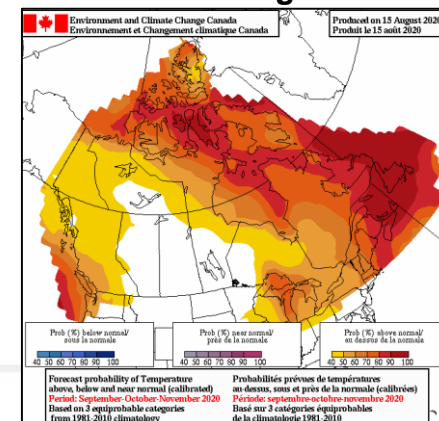 Environment and Climate Change Canada
Environnement et Changement climatique Canada
Produced on 15 August 2020
Produit le 15 août 2020
Prob (%) below normal/
sous la normale
40 50 60 70 80 90 100
Prob (%) near normal/
près de la normale
40 50 60 70 80 90 100
Prob (%) above normal/
au dessus de la normale
40 50 60 70 80 90 100
Forecast probability of Temperature
above, below and near normal (calibrated)
Period: September-October-November 2020
Based on 3 equiprobable categories
from 1981-2010 climatology
Probabilités prévues de températures
au-dessus, sous et près de la normale (calibrées)
Période: septembre-octobre-novembre 2020
Basé sur 3 catégories équiprobables
de la climatologie 1981-2010